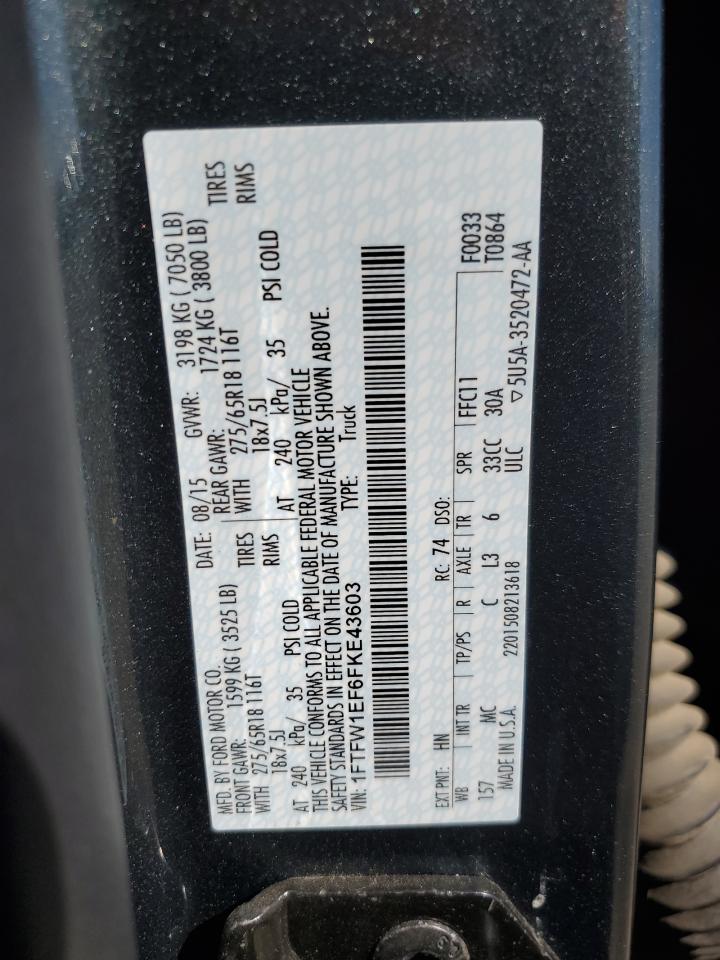 MFD. BY FORD MOTOR CO.
DATE: 08/15 GVWR: 3198 KG ( 7050 LB)
FRONT GAWR: 1599 KG ( 3525 LB) REAR GAWR: 1724 KG ( 3800 LB)
WITH 275/65R18 116T TIRES WITH 275/65R18 116T TIRES
18x7.5J RIMS 18x7.5J RIMS
AT 240 kPa/ 35 PSI COLD AT 240 kPa/ 35 PSI COLD
THIS VEHICLE CONFORMS TO ALL APPLICABLE FEDERAL MOTOR VEHICLE
SAFETY STANDARDS IN EFFECT ON THE DATE OF MANUFACTURE SHOWN ABOVE.
VIN: 1FTFW1EF6FKE43603 TYPE: Truck
EXT PNT: HN RC: 74 DSO: F0033
WB INT TR TP/PS R AXLE TR SPR FFC11 T0864
157 MC C L3 6 33CC 30A
MADE IN U.S.A. 2201508213618 ULC ▽5U5A-3520472-AA